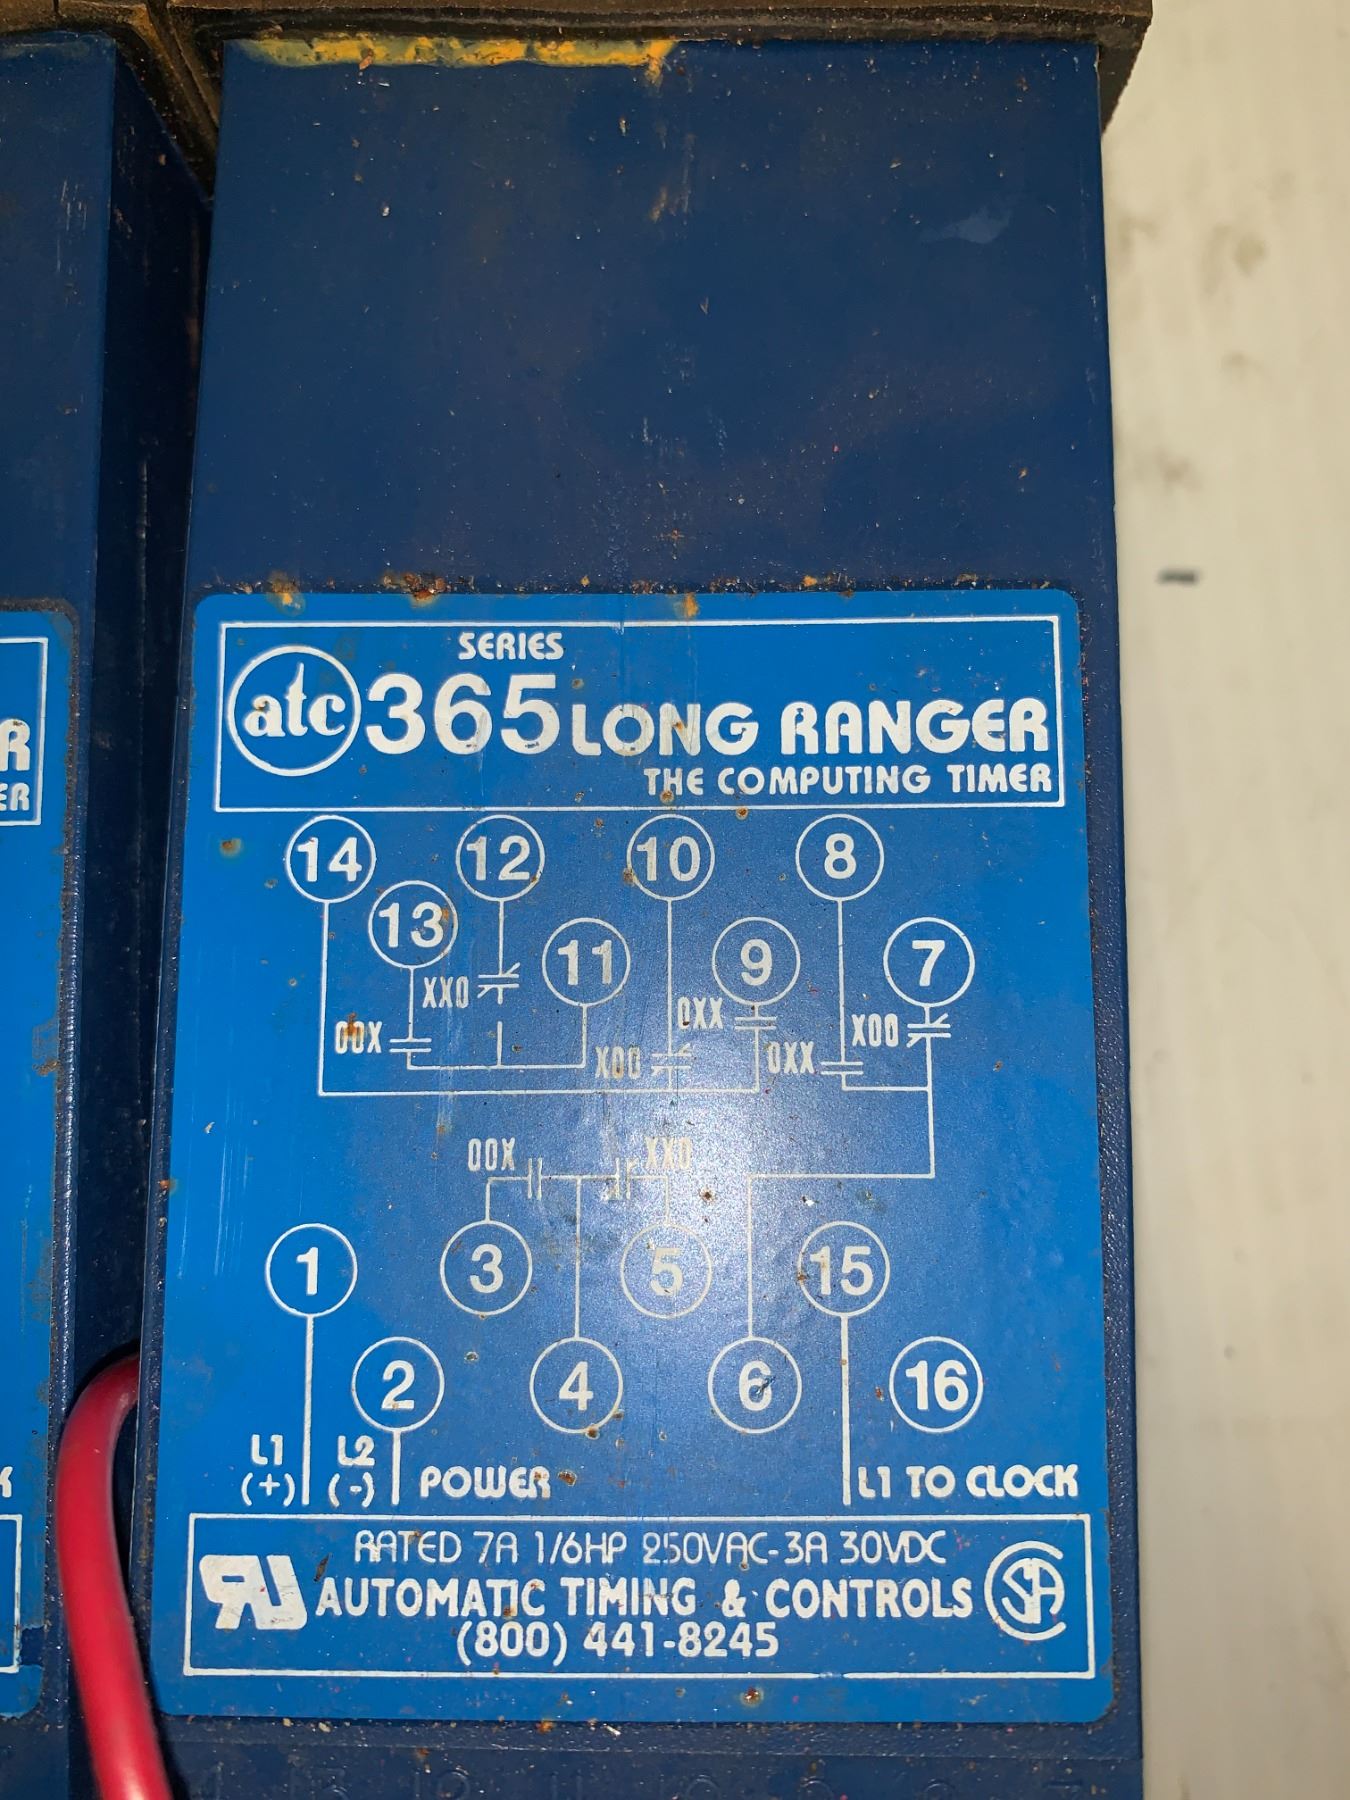 SERIES
atc 365 LONG RANGER
THE COMPUTING TIMER
14 12 10 8
13 11 9 7
XXO
OXX
OOX XOO OXX XOO
OOX XXO
1 3 5 15
2 4 6 16
L1 L2
(+) (-) POWER L1 TO CLOCK
RATED 7A 1/6HP 250VAC-3A 30VDC
AUTOMATIC TIMING & CONTROLS
(800) 441-8245
R
ER
K